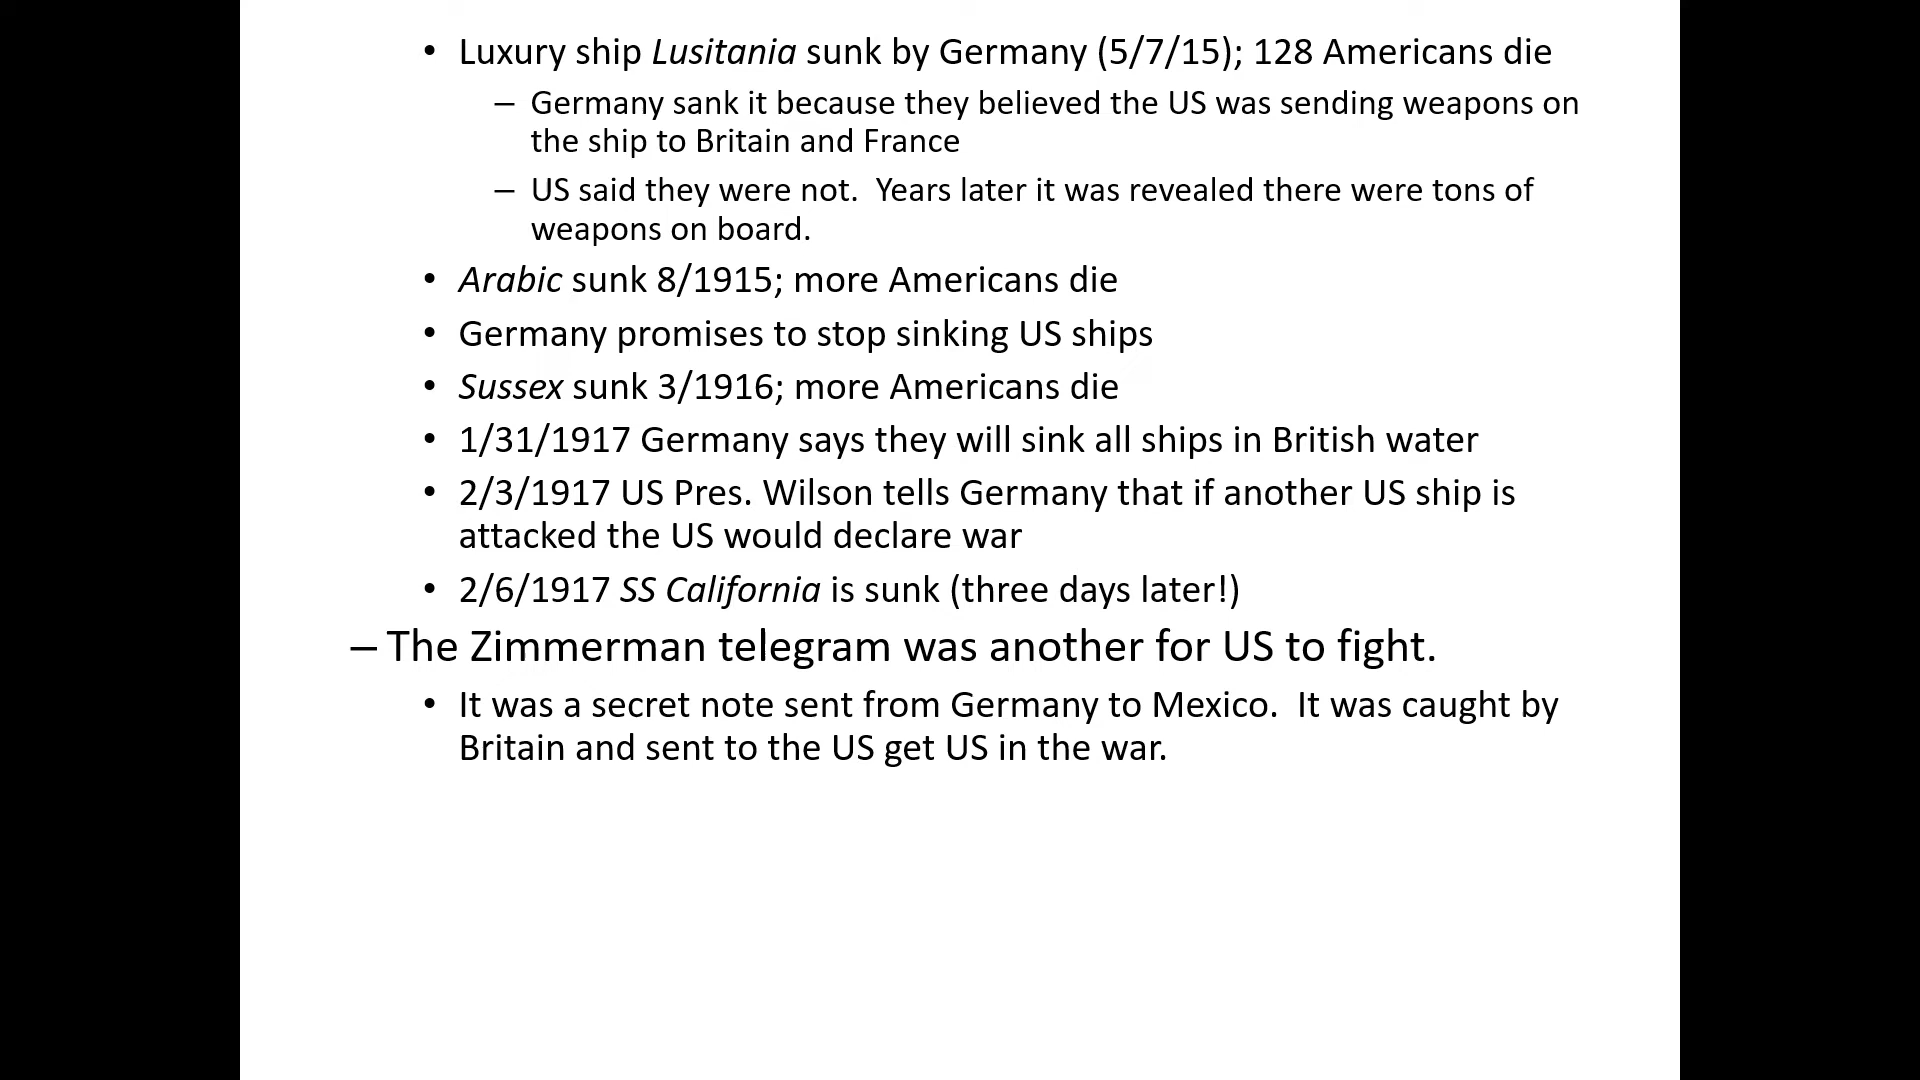 • Luxury ship Lusitania sunk by Germany (5/7/15); 128 Americans die
– Germany sank it because they believed the US was sending weapons on
the ship to Britain and France
– US said they were not.  Years later it was revealed there were tons of
weapons on board.
• Arabic sunk 8/1915; more Americans die
• Germany promises to stop sinking US ships
• Sussex sunk 3/1916; more Americans die
• 1/31/1917 Germany says they will sink all ships in British water
• 2/3/1917 US Pres. Wilson tells Germany that if another US ship is
attacked the US would declare war
• 2/6/1917 SS California is sunk (three days later!)
– The Zimmerman telegram was another for US to fight.
• It was a secret note sent from Germany to Mexico.  It was caught by
Britain and sent to the US get US in the war.